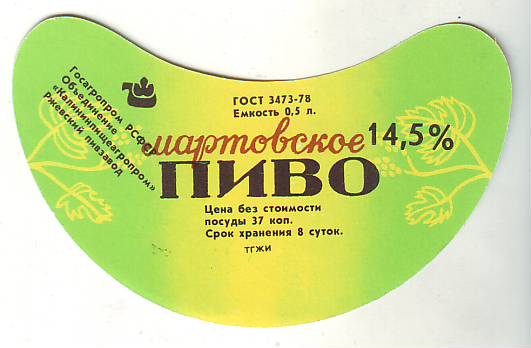 Госагропром РСФСР
Объединение
«Калининпищеагропром»
Ржевский пивзавод
ГОСТ 3473-78
Емкость 0,5 л.
мартовское 14,5%
ПИВО
Цена без стоимости
посуды 37 коп.
Срок хранения 8 суток.
ТГЖИ